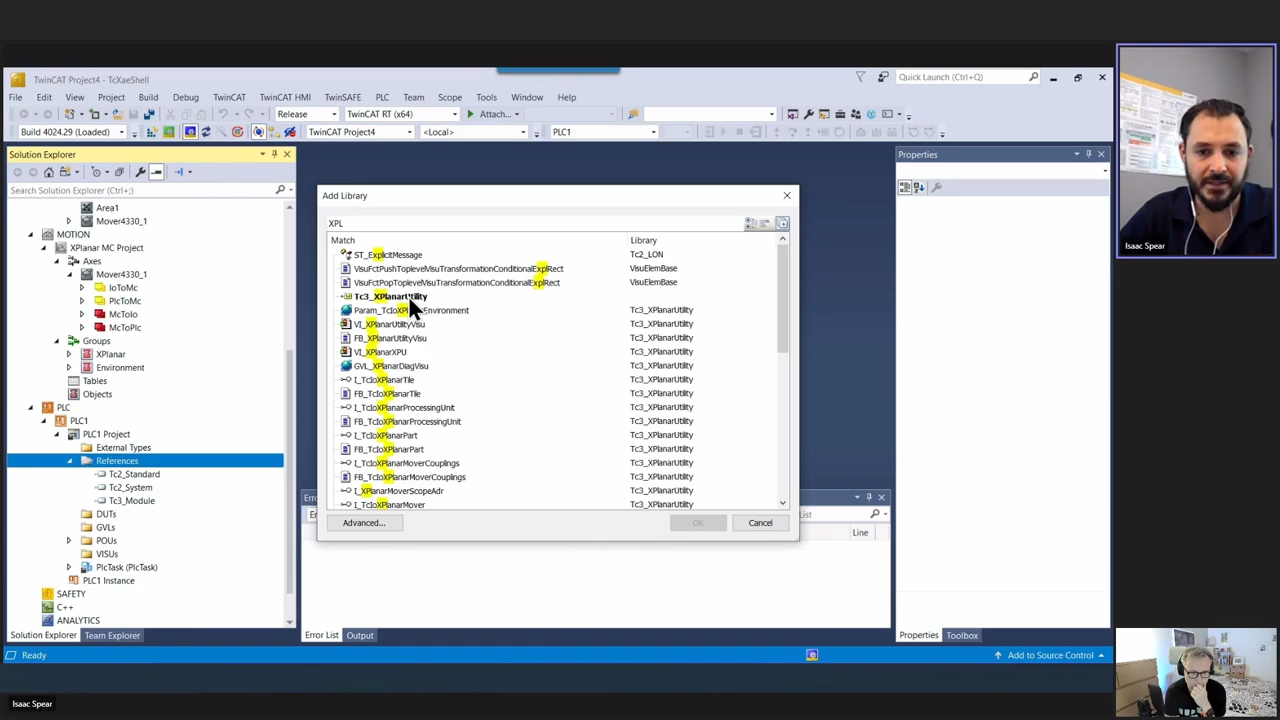 TwinCAT Project4 - TcXaeShell
Quick Launch (Ctrl+Q)
File Edit View Project Build Debug TwinCAT TwinCAT HMI TwinSAFE PLC Team Scope Tools Window Help
Release TwinCAT RT (x64) Attach...
Build 4024.29 (Loaded) TwinCAT Project4 <Local> PLC1
Solution Explorer
Search Solution Explorer (Ctrl+;)
Area1
Mover4330_1
MOTION
XPlanar MC Project
Axes
Mover4330_1
IoToMc
PlcToMc
McToIo
McToPlc
Groups
XPlanar
Environment
Tables
Objects
PLC
PLC1
PLC1 Project
External Types
References
Tc2_Standard
Tc2_System
Tc3_Module
DUTs
GVLs
POUs
VISUs
PlcTask (PlcTask)
PLC1 Instance
SAFETY
C++
ANALYTICS
Solution Explorer Team Explorer
Add Library
XPL
Match Library
ST_ExplicitMessage Tc2_LON
VisuFctPushToplevelVisuTransformationConditionalExplRect VisuElemBase
VisuFctPopToplevelVisuTransformationConditionalExplRect VisuElemBase
Tc3_XPlanarUtility
Param_TcIoXPlanarEnvironment Tc3_XPlanarUtility
VI_XPlanarUtilityVisu Tc3_XPlanarUtility
FB_XPlanarUtilityVisu Tc3_XPlanarUtility
VI_XPlanarXPU Tc3_XPlanarUtility
GVL_XPlanarDiagVisu Tc3_XPlanarUtility
I_TcIoXPlanarTile Tc3_XPlanarUtility
FB_TcIoXPlanarTile Tc3_XPlanarUtility
I_TcIoXPlanarProcessingUnit Tc3_XPlanarUtility
FB_TcIoXPlanarProcessingUnit Tc3_XPlanarUtility
I_TcIoXPlanarPart Tc3_XPlanarUtility
FB_TcIoXPlanarPart Tc3_XPlanarUtility
I_TcIoXPlanarMoverCouplings Tc3_XPlanarUtility
FB_TcIoXPlanarMoverCouplings Tc3_XPlanarUtility
I_XPlanarMoverScopeAdr Tc3_XPlanarUtility
I_TcIoXPlanarMover Tc3_XPlanarUtility
Advanced... OK Cancel
List
Line
Error List Output
Properties
Properties Toolbox
Ready
Add to Source Control
Isaac Spear
Isaac Spear